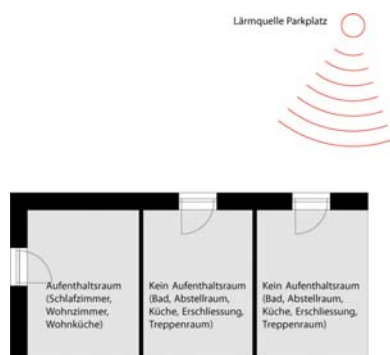 Lärmquelle Parkplatz
Aufenthaltsraum
(Schlafzimmer,
Wohnzimmer,
Wohnküche)
Kein Aufenthaltsraum
(Bad, Abstellraum,
Küche, Erschliessung,
Treppenraum)
Kein Aufenthaltsraum
(Bad, Abstellraum,
Küche, Erschliessung,
Treppenraum)